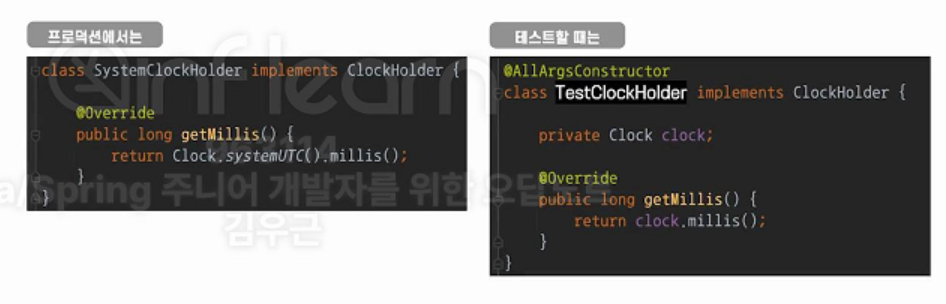 프로덕션에서는
class SystemClockHolder implements ClockHolder {
@Override
public long getMillis() {
return Clock.systemUTC().millis();
}
}
테스트할 때는
@AllArgsConstructor
class TestClockHolder implements ClockHolder {
private Clock clock;
@Override
public long getMillis() {
return clock.millis();
}
}
inflearn
a/Spring 주니어 개발자를 위한 오답노트
김우근